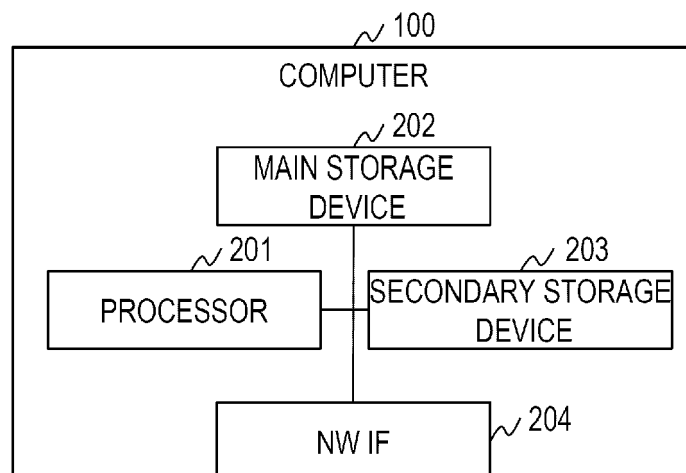 100
COMPUTER
202
MAIN STORAGE
DEVICE
201
PROCESSOR
203
SECONDARY STORAGE
DEVICE
204
NW IF